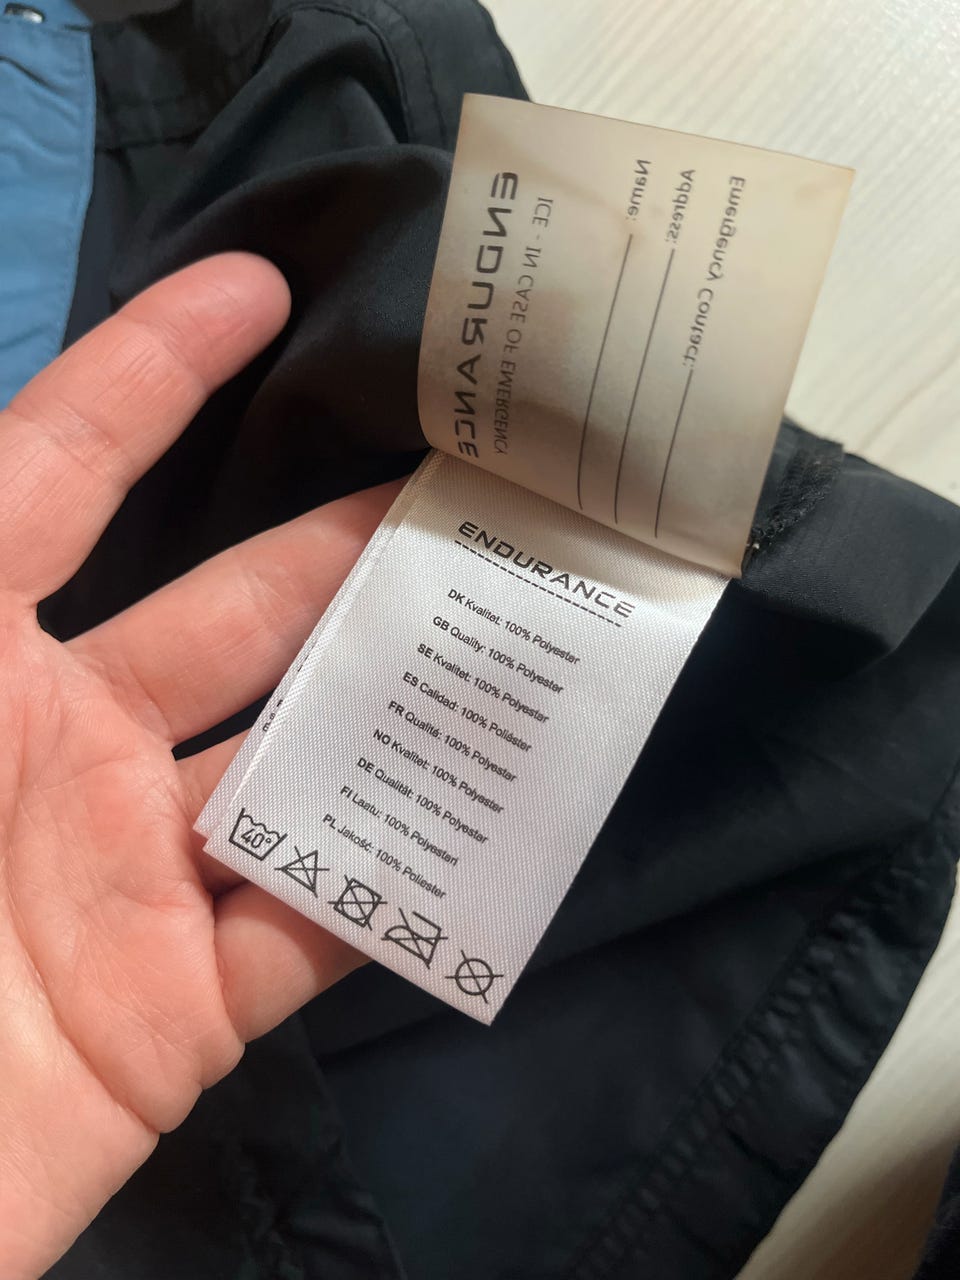 ENDURANCE
ICE - IN CASE OF EMERGENCY
Name:
Address:
Emergency Contact:
ENDURANCE
DK Kvalitet: 100% Polyester
GB Quality: 100% Polyester
SE Kvalitet: 100% Polyester
ES Calidad: 100% Poliéster
FR Qualité: 100% Polyester
NO Kvalitet: 100% Polyester
DE Qualität: 100% Polyester
FI Laatu: 100% Polyesteri
PL Jakość: 100% Poliester
40°